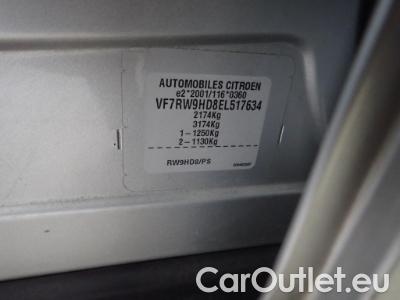 AUTOMOBILES CITROEN
e2*2001/116*0360
VF7RW9HD8EL517634
2174Kg
3174Kg
1-1250Kg
2-1130Kg
RW9HD8/PS
CarOutlet.eu